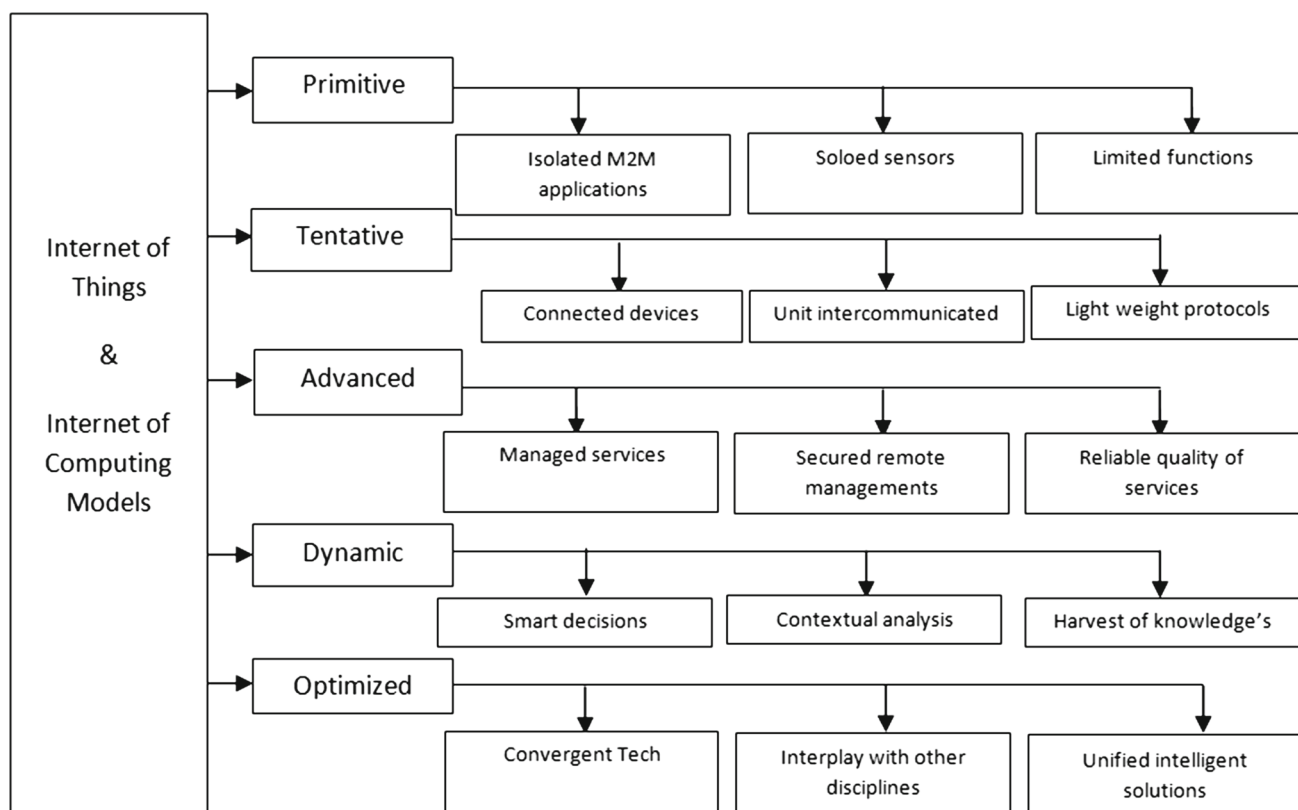 Internet of
Things
&
Internet of
Computing
Models
Primitive
Isolated M2M
applications
Soloed sensors
Limited functions
Tentative
Connected devices
Unit intercommunicated
Light weight protocols
Advanced
Managed services
Secured remote
managements
Reliable quality of
services
Dynamic
Smart decisions
Contextual analysis
Harvest of knowledge's
Optimized
Convergent Tech
Interplay with other
disciplines
Unified intelligent
solutions